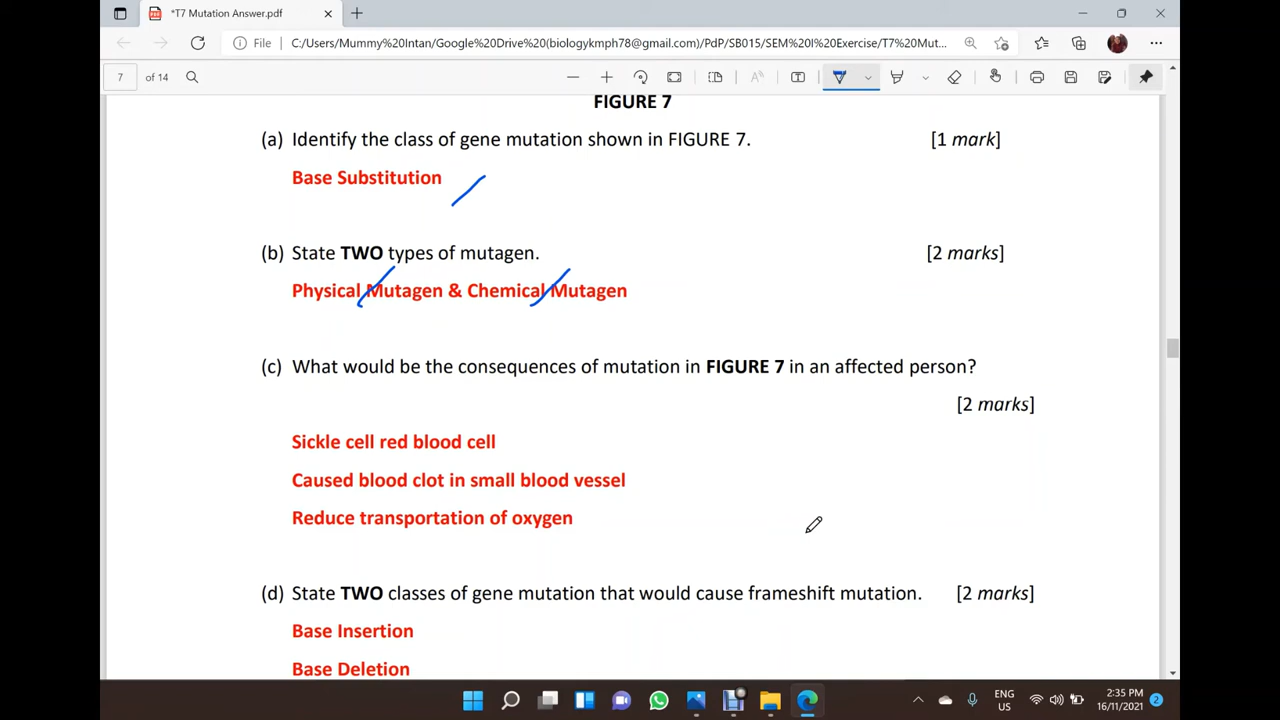 *T7 Mutation Answer.pdf
File C:/Users/Mummy%20Intan/Google%20Drive%20(biologykmph78@gmail.com)/PdP/SB015/SEM%20I%20Exercise/T7%20Mut...
7 of 14
FIGURE 7
(a) Identify the class of gene mutation shown in FIGURE 7. [1 mark]
Base Substitution
(b) State TWO types of mutagen. [2 marks]
Physical Mutagen & Chemical Mutagen
(c) What would be the consequences of mutation in FIGURE 7 in an affected person?
[2 marks]
Sickle cell red blood cell
Caused blood clot in small blood vessel
Reduce transportation of oxygen
(d) State TWO classes of gene mutation that would cause frameshift mutation. [2 marks]
Base Insertion
Base Deletion
ENG 2:35 PM
US 16/11/2021 2